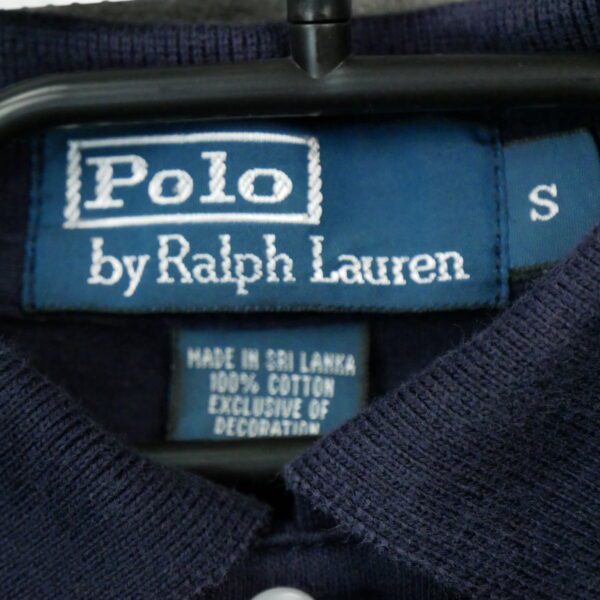 Polo
by Ralph Lauren
S
MADE IN SRI LANKA
100% COTTON
EXCLUSIVE OF
DECORATION